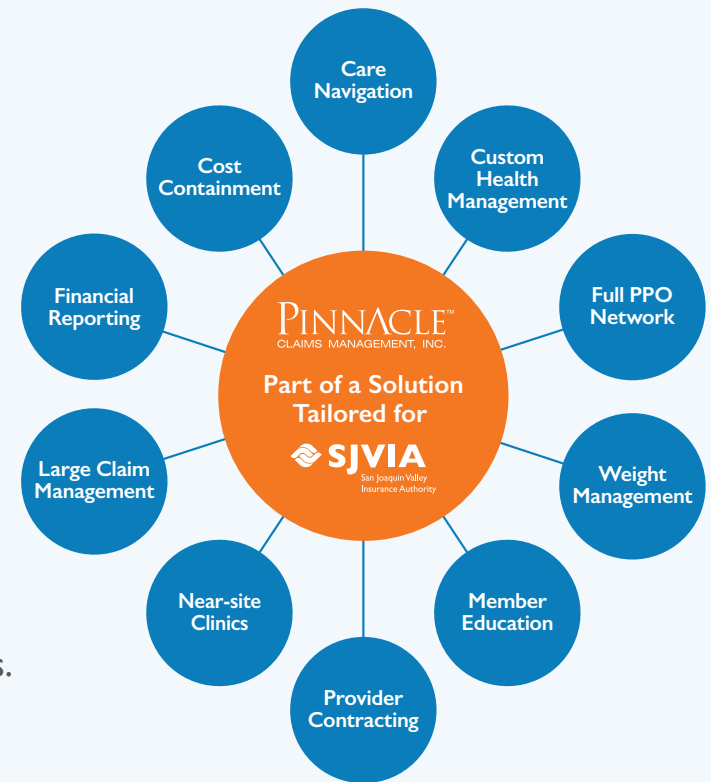 Care
Navigation
Custom
Health
Management
Full PPO
Network
Weight
Management
Member
Education
Provider
Contracting
Near-site
Clinics
Large Claim
Management
Financial
Reporting
Cost
Containment
PINNACLE™
CLAIMS MANAGEMENT, INC.
Part of a Solution
Tailored for
SJVIA
San Joaquin Valley
Insurance Authority
s.